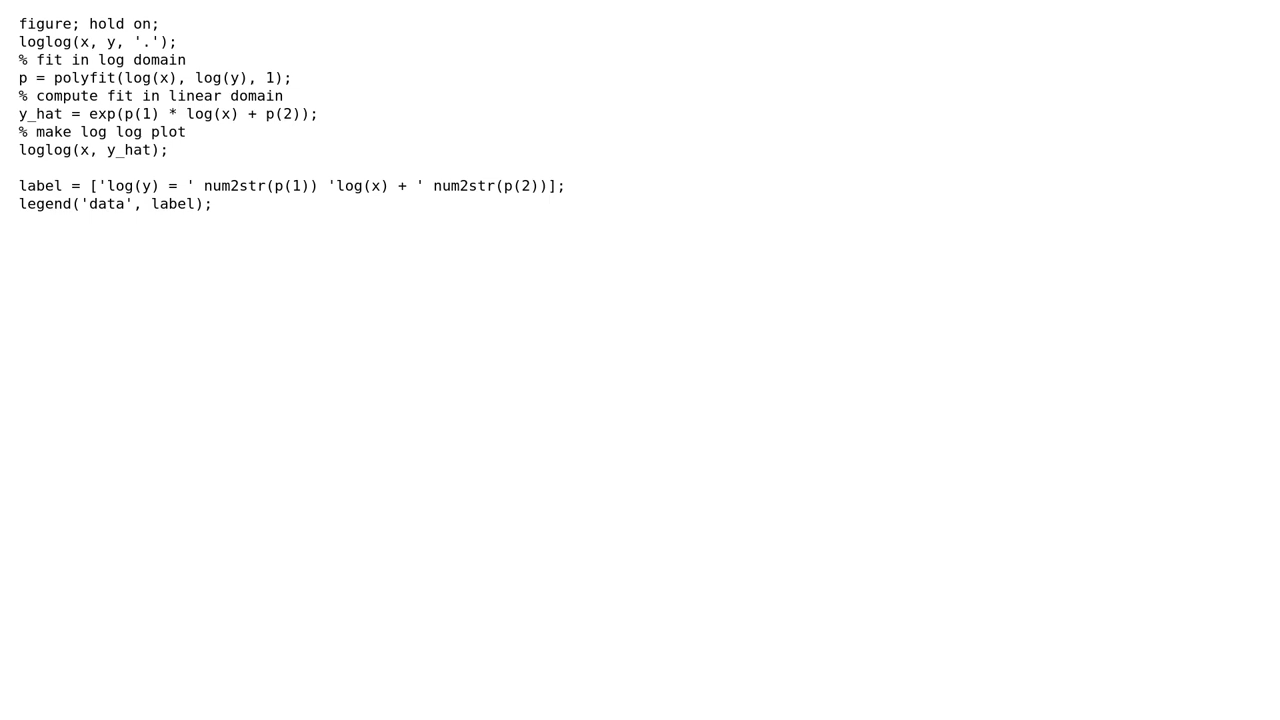 figure; hold on;
loglog(x, y, '.');
% fit in log domain
p = polyfit(log(x), log(y), 1);
% compute fit in linear domain
y_hat = exp(p(1) * log(x) + p(2));
% make log log plot
loglog(x, y_hat);

label = ['log(y) = ' num2str(p(1)) 'log(x) + ' num2str(p(2))];
legend('data', label);